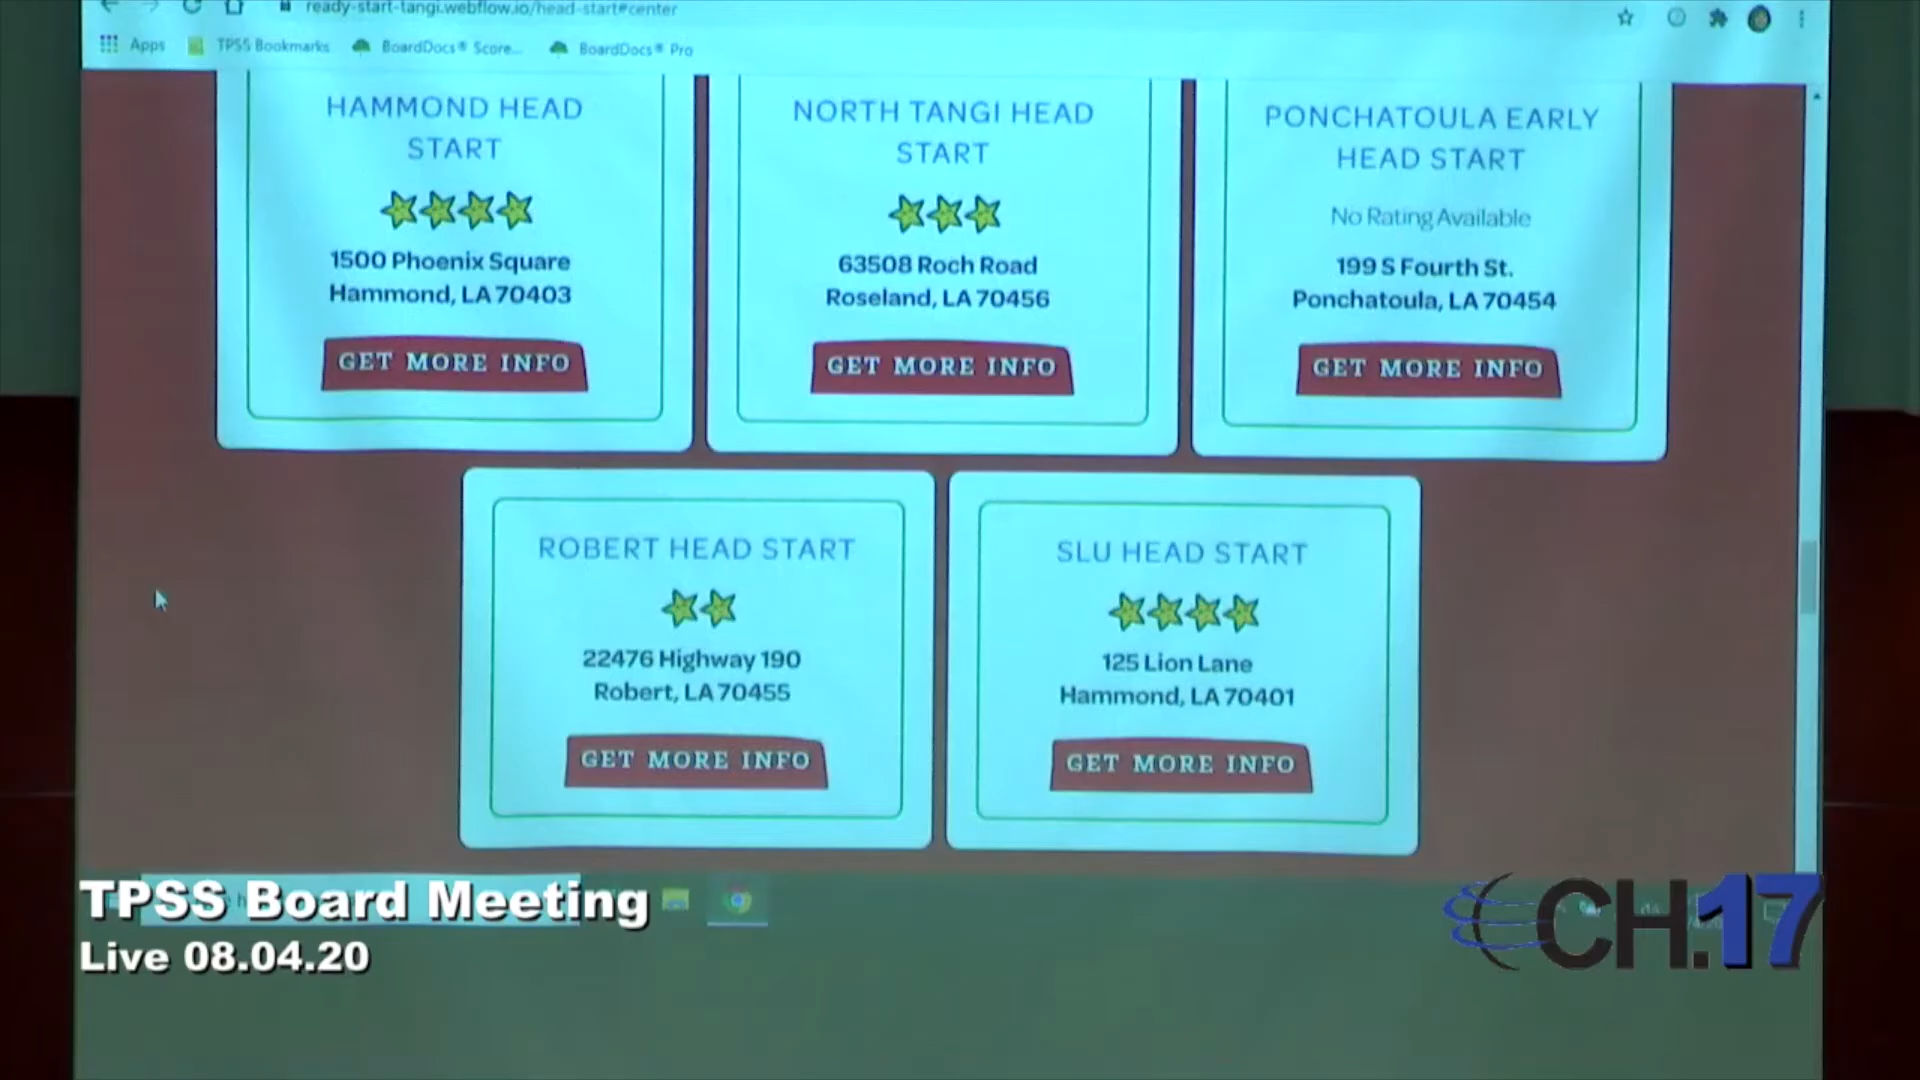 ready-start-tangi.webflow.io/head-start#center
Apps
TPSS Bookmarks
BoardDocs® Score...
BoardDocs® Pro
HAMMOND HEAD
START
1500 Phoenix Square
Hammond, LA 70403
GET MORE INFO
NORTH TANGI HEAD
START
63508 Roch Road
Roseland, LA 70456
GET MORE INFO
PONCHATOULA EARLY
HEAD START
No Rating Available
199 S Fourth St.
Ponchatoula, LA 70454
GET MORE INFO
ROBERT HEAD START
22476 Highway 190
Robert, LA 70455
GET MORE INFO
SLU HEAD START
125 Lion Lane
Hammond, LA 70401
GET MORE INFO
TPSS Board Meeting
Live 08.04.20
CH.17